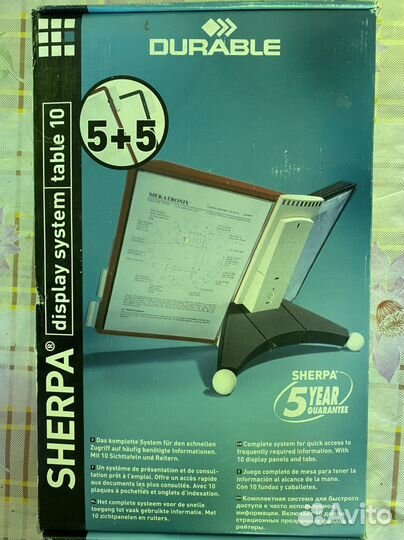 DURABLE
SHERPA® display system table 10
5+5
MEKATRONIX
SHERPA®
5 YEAR
GUARANTEE
Das komplette System für den schnellen
Zugriff auf häufig benötigte Informationen.
Mit 10 Sichttafeln und Reitern.
Un système de présentation et de consul-
tation prêt à l'emploi. Offre un accès rapide
aux documents les plus consultés. Avec 10
plaques à pochettes et onglets d'indexation.
Het complete systeem voor de snelle
toegang tot vaak gebruikte informatie. Met
10 zichtpanelen en ruiters.
Complete system for quick access to
frequently required information. With
10 display panels and tabs.
Juego completo de mesa para tener la
información al alcance de la mano.
Con 10 fundas y caballetes.
Комплектная система для быстрого
доступа к часто использ
информации. Включ
страционных прозр
рейтеры.
Avito